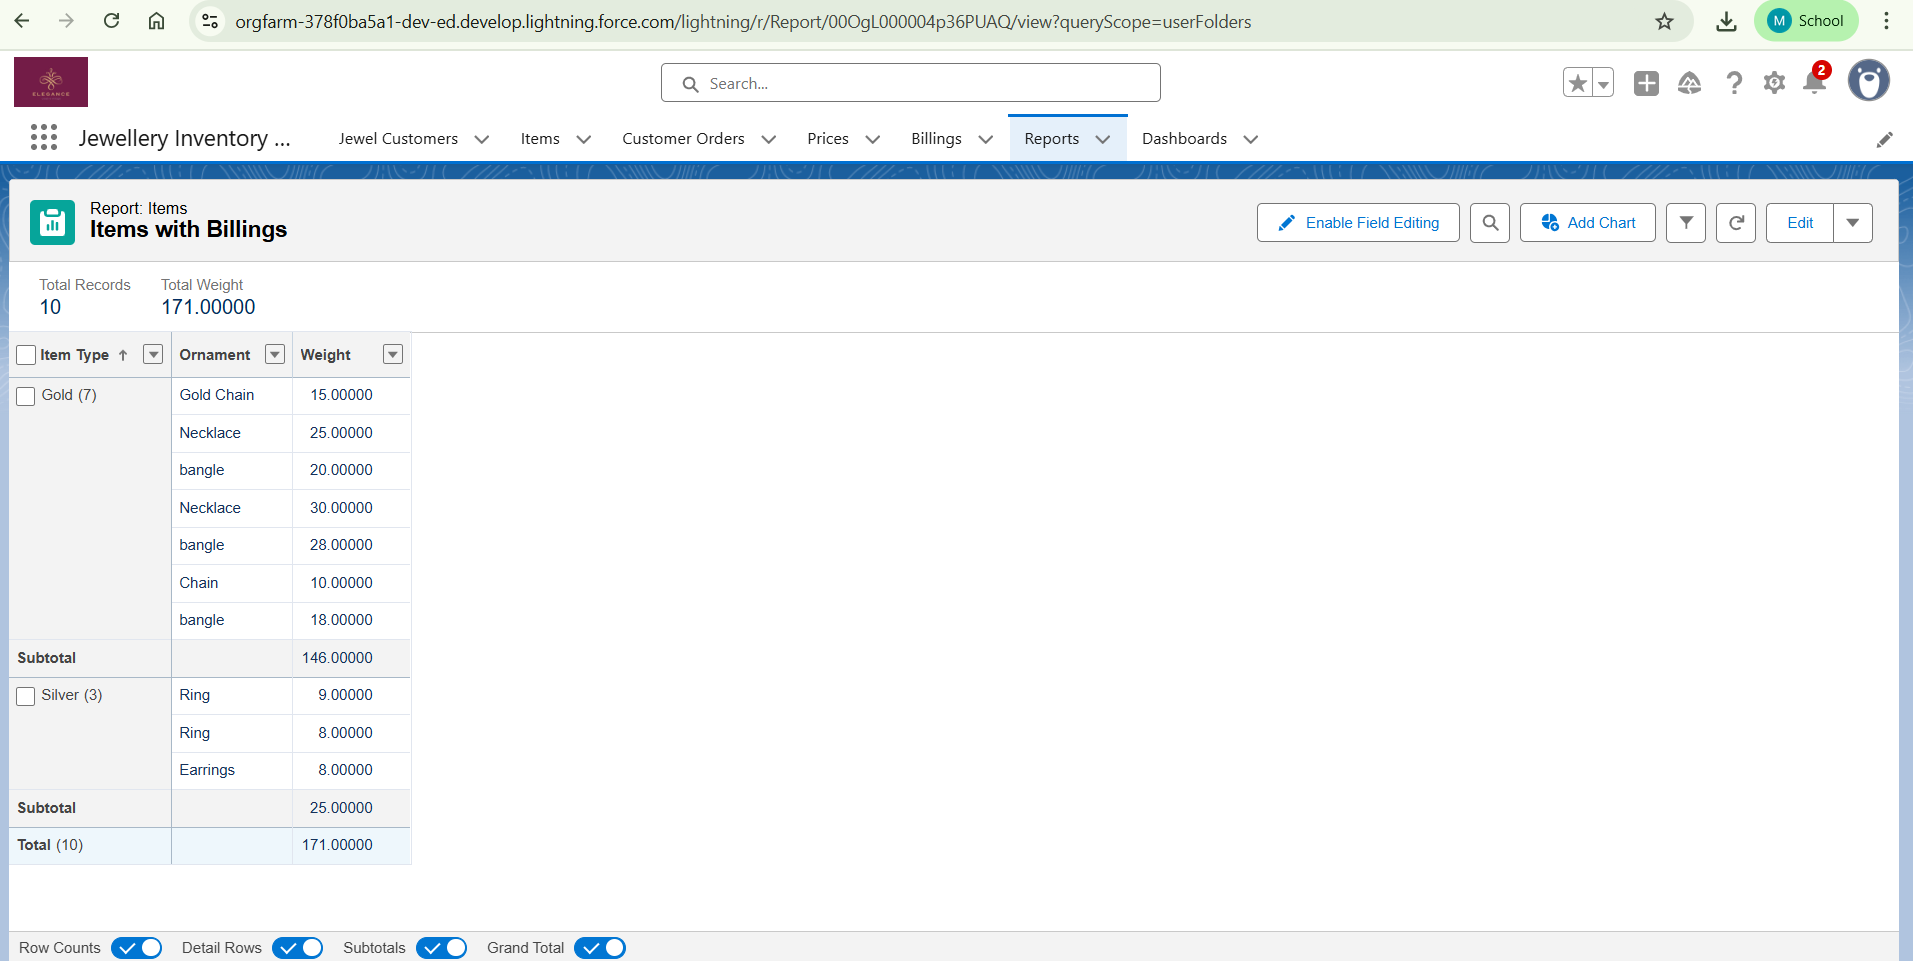 orgfarm-378f0ba5a1-dev-ed.develop.lightning.force.com/lightning/r/Report/00OgL000004p36PUAQ/view?queryScope=userFolders
M School
ELEGANCE
Search...
2
Jewellery Inventory ... Jewel Customers Items Customer Orders Prices Billings Reports Dashboards
Report: Items
Items with Billings
Enable Field Editing Add Chart Edit
Total Records Total Weight
10 171.00000
Item Type ↑ Ornament Weight
Gold (7) Gold Chain 15.00000
Necklace 25.00000
bangle 20.00000
Necklace 30.00000
bangle 28.00000
Chain 10.00000
bangle 18.00000
Subtotal 146.00000
Silver (3) Ring 9.00000
Ring 8.00000
Earrings 8.00000
Subtotal 25.00000
Total (10) 171.00000
Row Counts Detail Rows Subtotals Grand Total